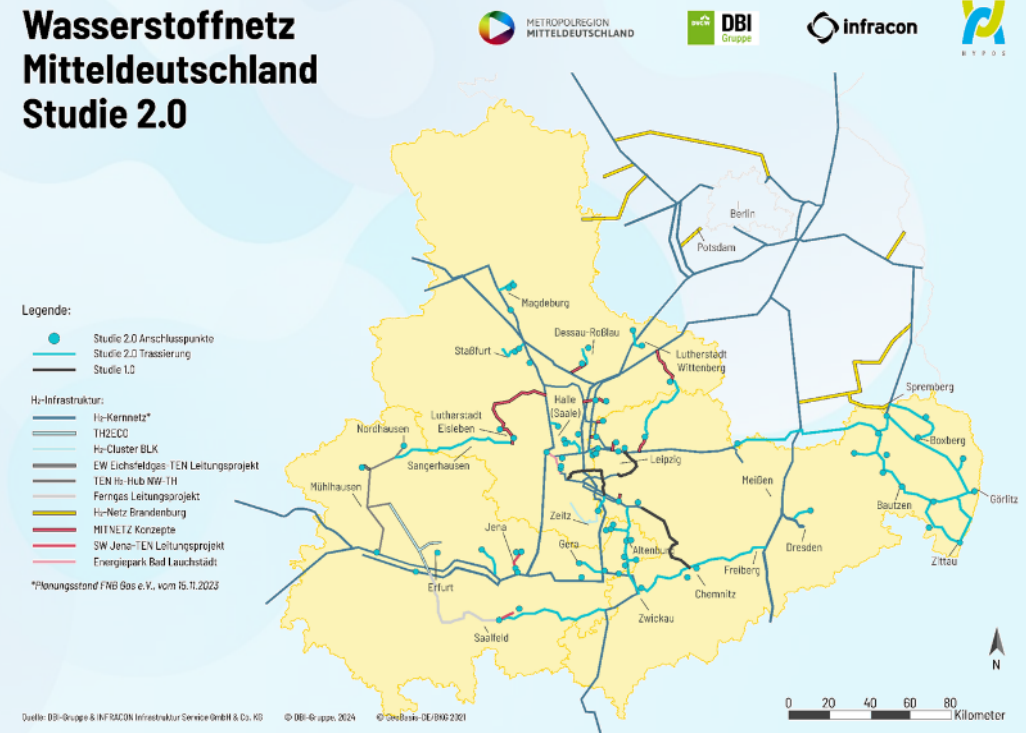 Wasserstoffnetz
Mitteldeutschland
Studie 2.0
METROPOLREGION
MITTELDEUTSCHLAND
DVGW
DBI
Gruppe
infracon
HYPOS
Berlin
Potsdam
Magdeburg
Dessau-Roßlau
Staßfurt
Lutherstadt
Wittenberg
Spremberg
Halle
(Saale)
Lutherstadt
Eisleben
Nordhausen
Boxberg
Sangerhausen
Leipzig
Mühlhausen
Meißen
Görlitz
Bautzen
Zeitz
Jena
Gera
Altenburg
Dresden
Zittau
Freiberg
Erfurt
Chemnitz
Zwickau
Saalfeld
Legende:
Studie 2.0 Anschlusspunkte
Studie 2.0 Trassierung
Studie 1.0
H₂-Infrastruktur:
H₂-Kernnetz*
TH2ECO
H₂-Cluster BLK
EW Eichsfeldgas-TEN Leitungsprojekt
TEN H₂-Hub NW-TH
Ferngas Leitungsprojekt
H₂-Netz Brandenburg
MITNETZ Konzepte
SW Jena-TEN Leitungsprojekt
Energiepark Bad Lauchstädt
*Planungsstand FNB Gas e.V., vom 15.11.2023
N
0 20 40 60 80
Kilometer
Quelle: DBI-Gruppe & INFRACON Infrastruktur Service GmbH & Co. KG © DBI-Gruppe, 2024 © GeoBasis-DE/BKG 2021